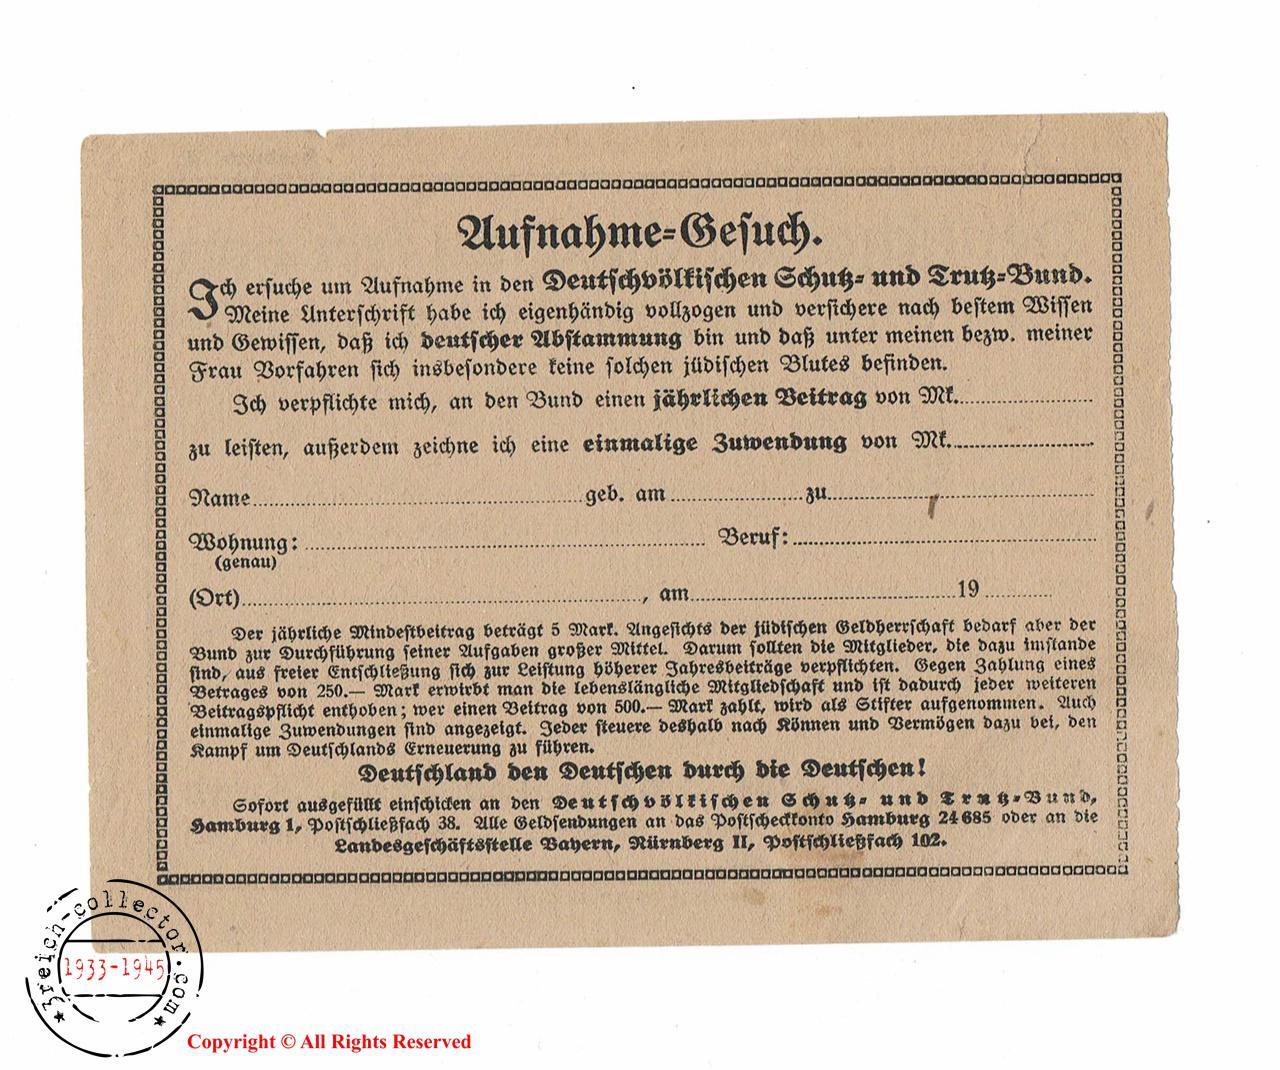 Aufnahme-Gesuch.
Ich ersuche um Aufnahme in den Deutschvölkischen Schutz- und Trutz-Bund.
Meine Unterschrift habe ich eigenhändig vollzogen und versichere nach bestem Wissen
und Gewissen, daß ich deutscher Abstammung bin und daß unter meinen bezw. meiner
Frau Vorfahren sich insbesondere keine solchen jüdischen Blutes befinden.
Ich verpflichte mich, an den Bund einen jährlichen Beitrag von Mk.
zu leisten, außerdem zeichne ich eine einmalige Zuwendung von Mk.
Name geb. am zu
Wohnung: Beruf:
(genau)
(Ort) , am 19
Der jährliche Mindestbeitrag beträgt 5 Mark. Angesichts der jüdischen Geldherrschaft bedarf aber der
Bund zur Durchführung seiner Aufgaben großer Mittel. Darum sollten die Mitglieder, die dazu imstande
sind, aus freier Entschließung sich zur Leistung höherer Jahresbeiträge verpflichten. Gegen Zahlung eines
Betrages von 250.— Mark erwirbt man die lebenslängliche Mitgliedschaft und ist dadurch jeder weiteren
Beitragspflicht enthoben; wer einen Beitrag von 500.— Mark zahlt, wird als Stifter aufgenommen. Auch
einmalige Zuwendungen sind angezeigt. Jeder steuere deshalb nach Können und Vermögen dazu bei, den
Kampf um Deutschlands Erneuerung zu führen.
Deutschland den Deutschen durch die Deutschen!
Sofort ausgefüllt einschicken an den Deutschvölkischen Schutz- und Trutz-Bund,
Hamburg 1, Postschließfach 38. Alle Geldsendungen an das Postscheckkonto Hamburg 24685 oder an die
Landesgeschäftsstelle Bayern, Nürnberg II, Postschließfach 102.
3reich-collector.com
1933-1945
Copyright © All Rights Reserved